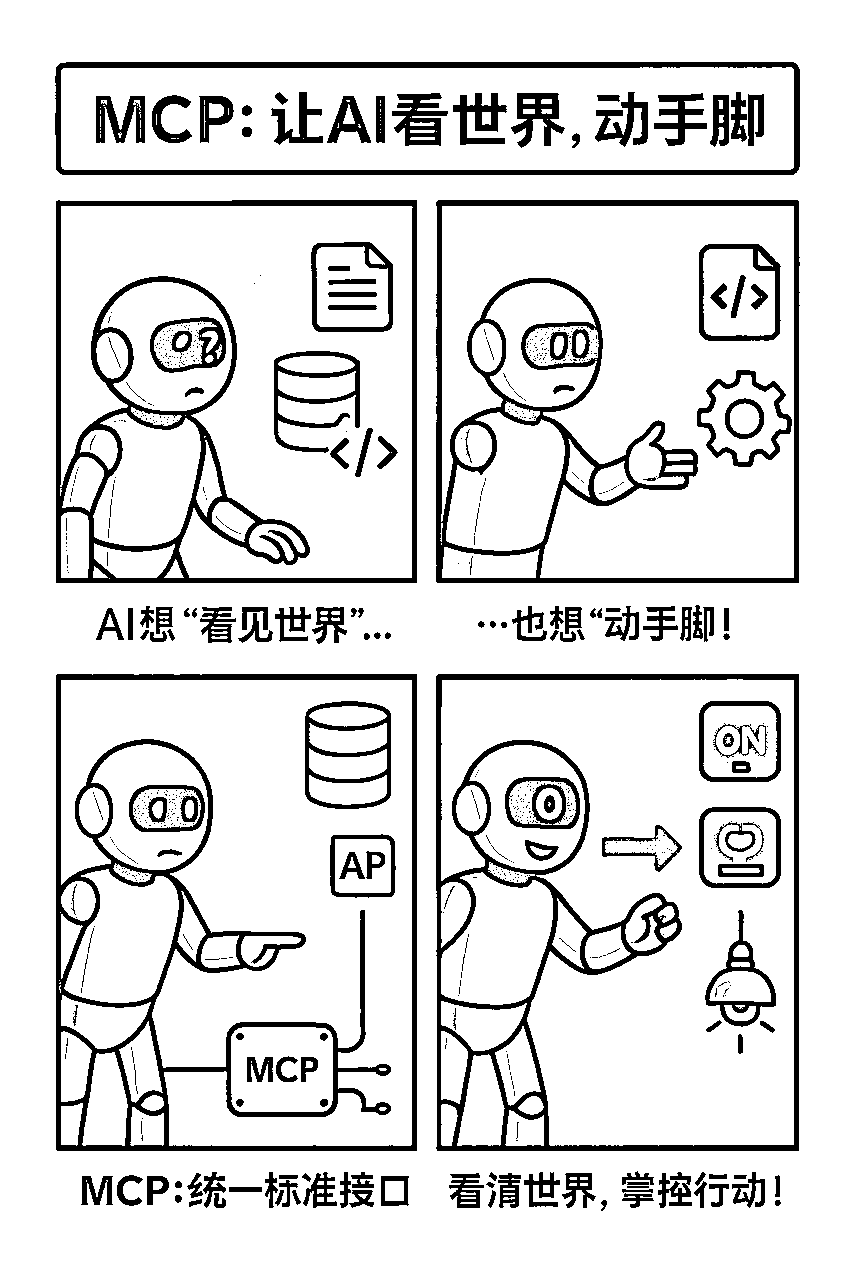 MCP: 让AI看世界, 动手脚
</>
AI想“看见世界”...
</>
…也想“动手脚！
AP
MCP
MCP:统一标准接口
ON
看清世界, 掌控行动！